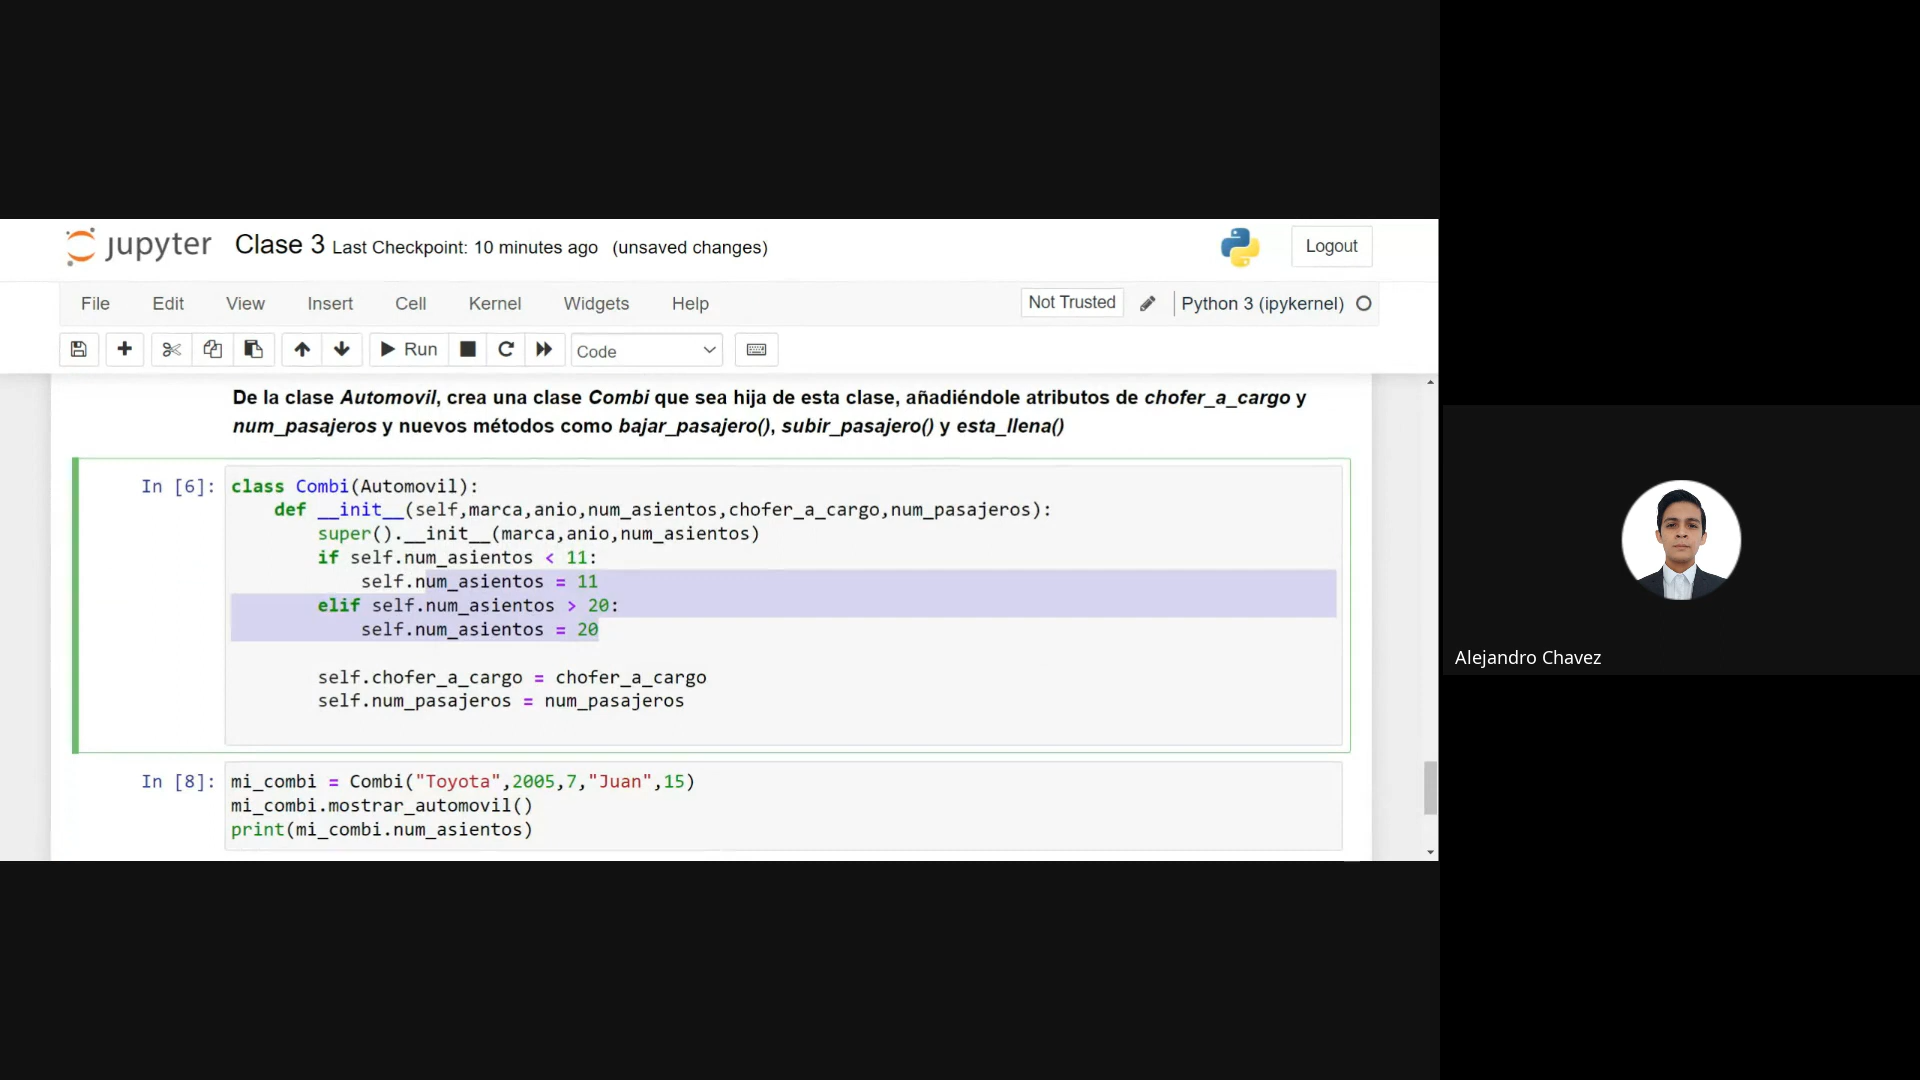 jupyter Clase 3 Last Checkpoint: 10 minutes ago (unsaved changes) Logout
File Edit View Insert Cell Kernel Widgets Help Not Trusted Python 3 (ipykernel)
Run Code
De la clase Automovil, crea una clase Combi que sea hija de esta clase, añadiéndole atributos de chofer_a_cargo y
num_pasajeros y nuevos métodos como bajar_pasajero(), subir_pasajero() y esta_llena()
In [6]: class Combi(Automovil):
def __init__(self,marca,anio,num_asientos,chofer_a_cargo,num_pasajeros):
super().__init__(marca,anio,num_asientos)
if self.num_asientos < 11:
self.num_asientos = 11
elif self.num_asientos > 20:
self.num_asientos = 20
self.chofer_a_cargo = chofer_a_cargo
self.num_pasajeros = num_pasajeros
In [8]: mi_combi = Combi("Toyota",2005,7,"Juan",15)
mi_combi.mostrar_automovil()
print(mi_combi.num_asientos)
Alejandro Chavez